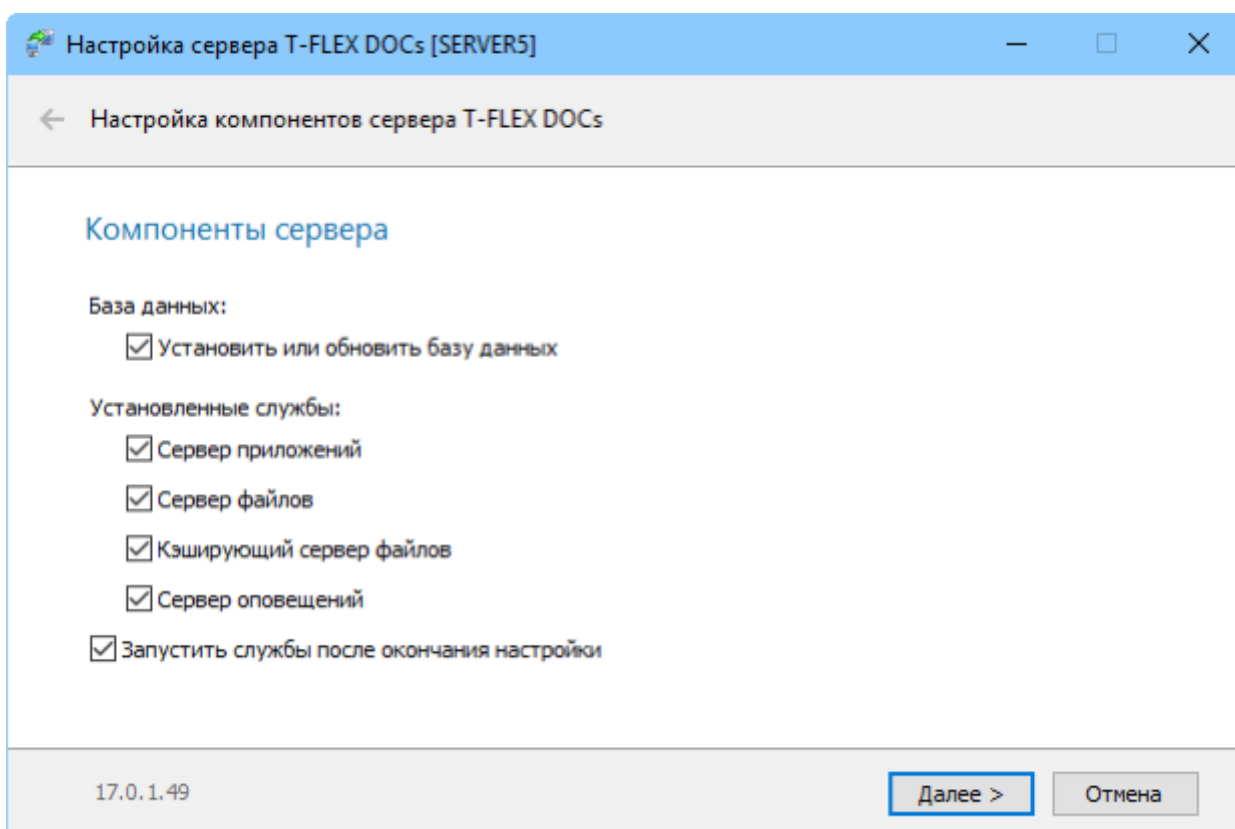 Настройка сервера T-FLEX DOCs [SERVER5]
Настройка компонентов сервера T-FLEX DOCs
Компоненты сервера
База данных:
Установить или обновить базу данных
Установленные службы:
Сервер приложений
Сервер файлов
Кэширующий сервер файлов
Сервер оповещений
Запустить службы после окончания настройки
17.0.1.49
Далее >
Отмена